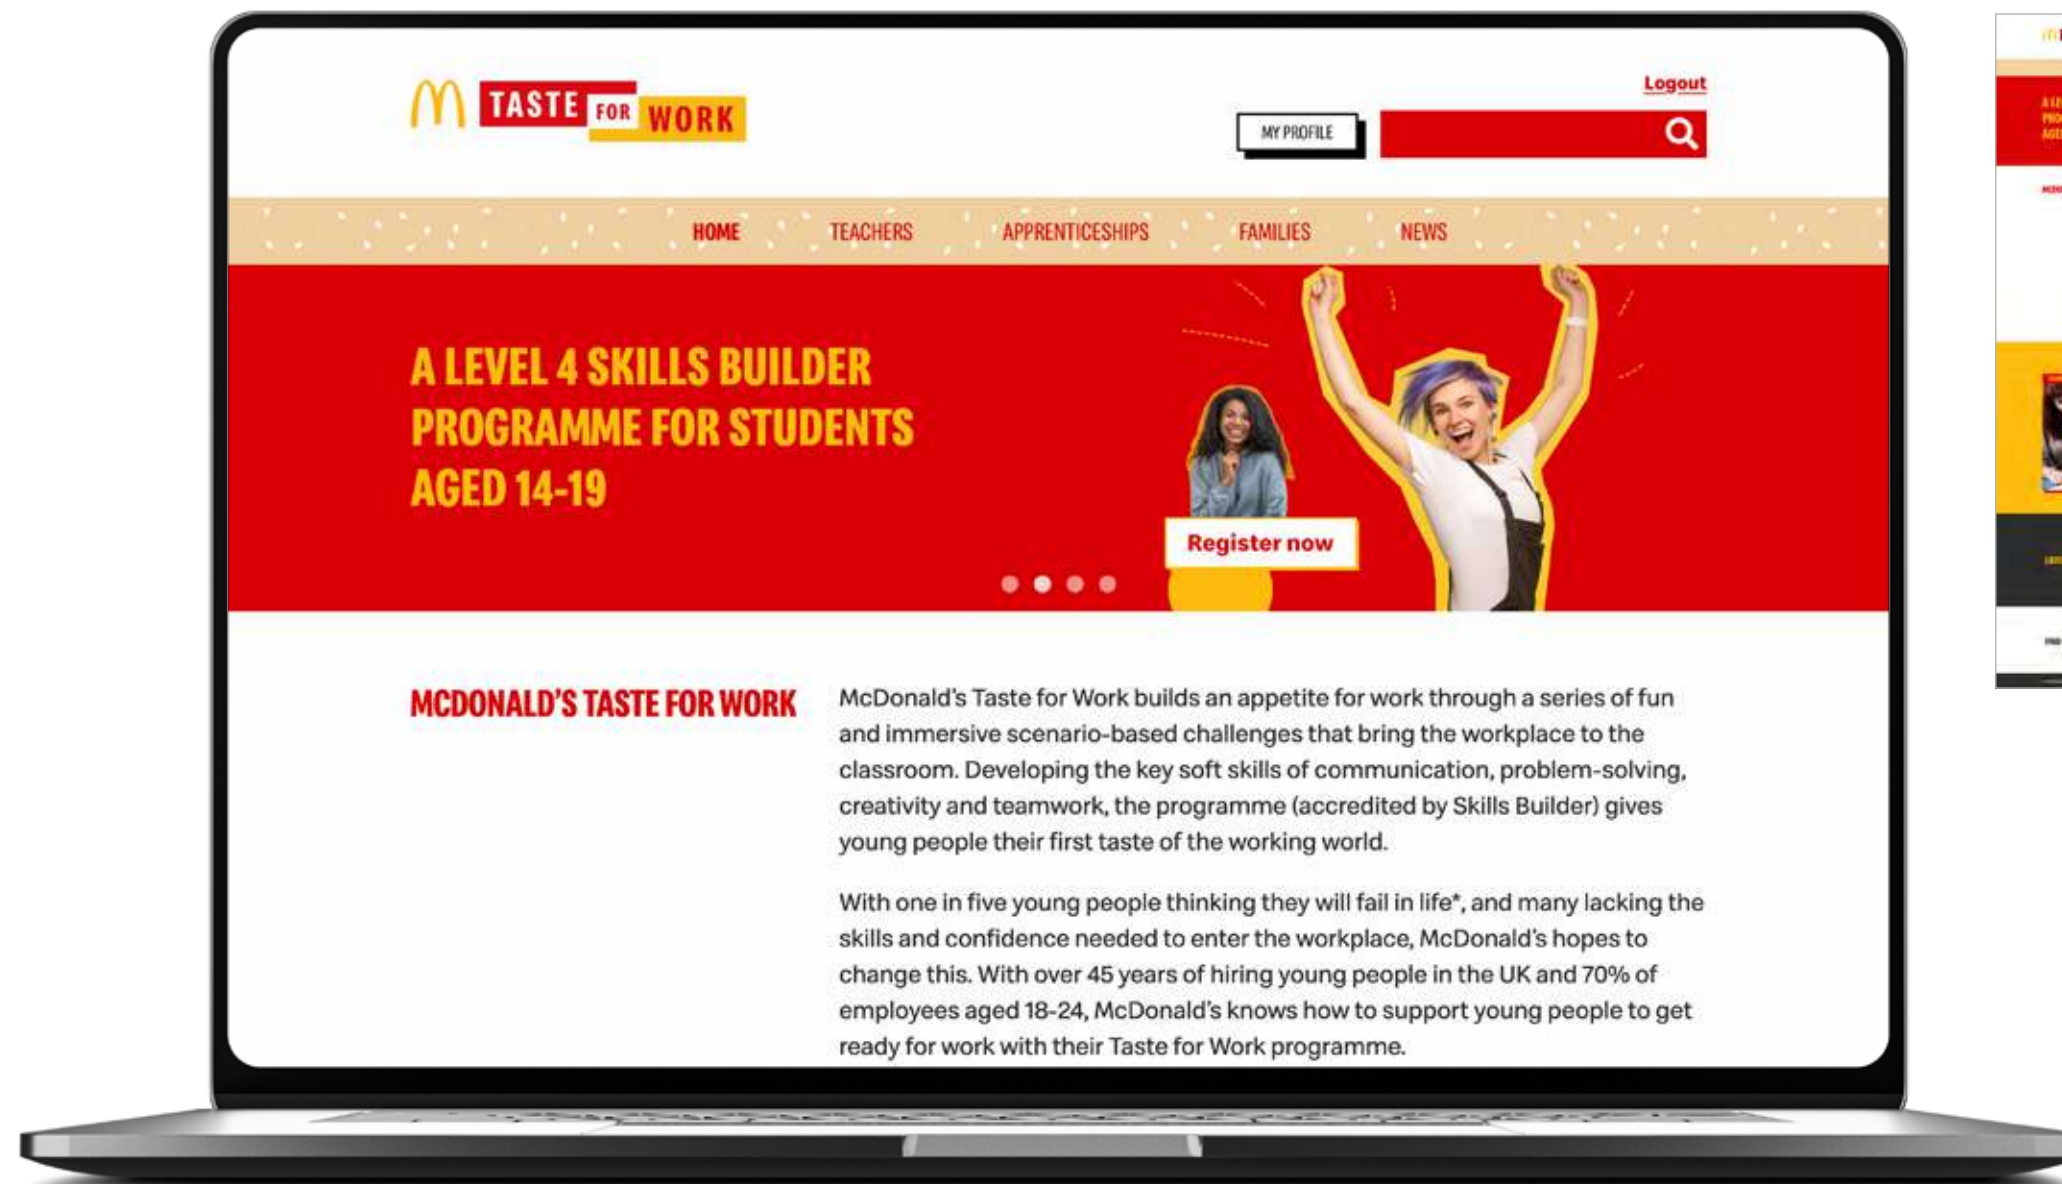 TASTE FOR WORK
Logout
MY PROFILE
HOME TEACHERS APPRENTICESHIPS FAMILIES NEWS
A LEVEL 4 SKILLS BUILDER
PROGRAMME FOR STUDENTS
AGED 14-19
Register now
MCDONALD'S TASTE FOR WORK
McDonald's Taste for Work builds an appetite for work through a series of fun
and immersive scenario-based challenges that bring the workplace to the
classroom. Developing the key soft skills of communication, problem-solving,
creativity and teamwork, the programme (accredited by Skills Builder) gives
young people their first taste of the working world.
With one in five young people thinking they will fail in life*, and many lacking the
skills and confidence needed to enter the workplace, McDonald's hopes to
change this. With over 45 years of hiring young people in the UK and 70% of
employees aged 18-24, McDonald's knows how to support young people to get
ready for work with their Taste for Work programme.